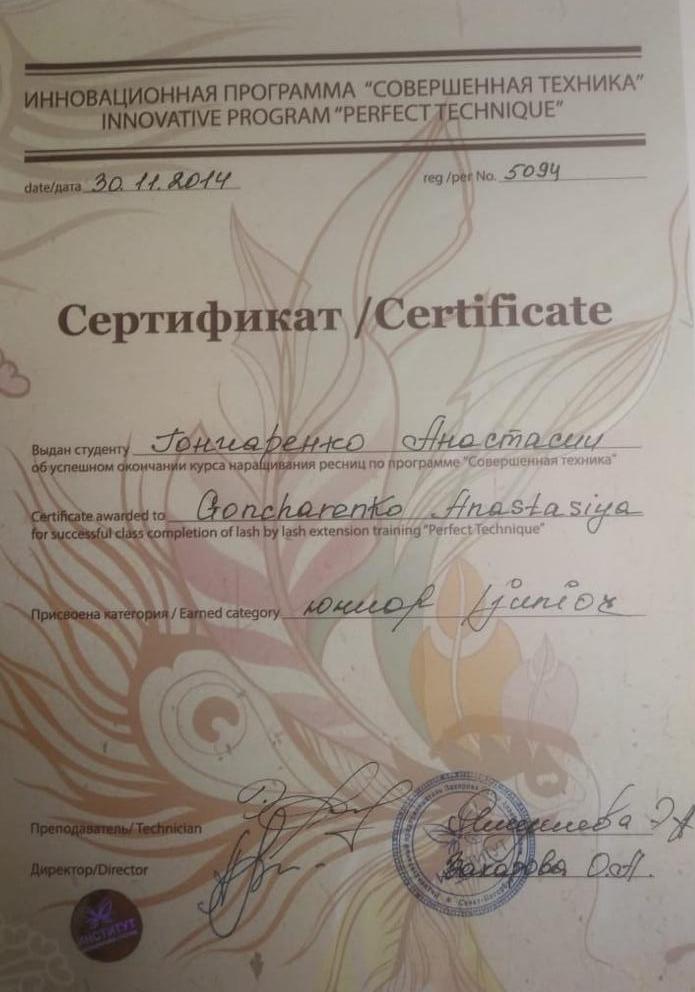 ИННОВАЦИОННАЯ ПРОГРАММА "СОВЕРШЕННАЯ ТЕХНИКА"
INNOVATIVE PROGRAM "PERFECT TECHNIQUE"
date/дата 30.11.2014 reg /рег No. 5094
Сертификат /Certificate
Выдан студенту Гончаренко Анастасии
об успешном окончании курса наращивания ресниц по программе "Совершенная техника"
Certificate awarded to Goncharenko Anastasiya
for successful class completion of lash by lash extension training "Perfect Technique"
Присвоена категория / Earned category юниор /junior
Преподаватель/ Technician
Директор/Director Захарова О.А.
ИНСТИТУТ